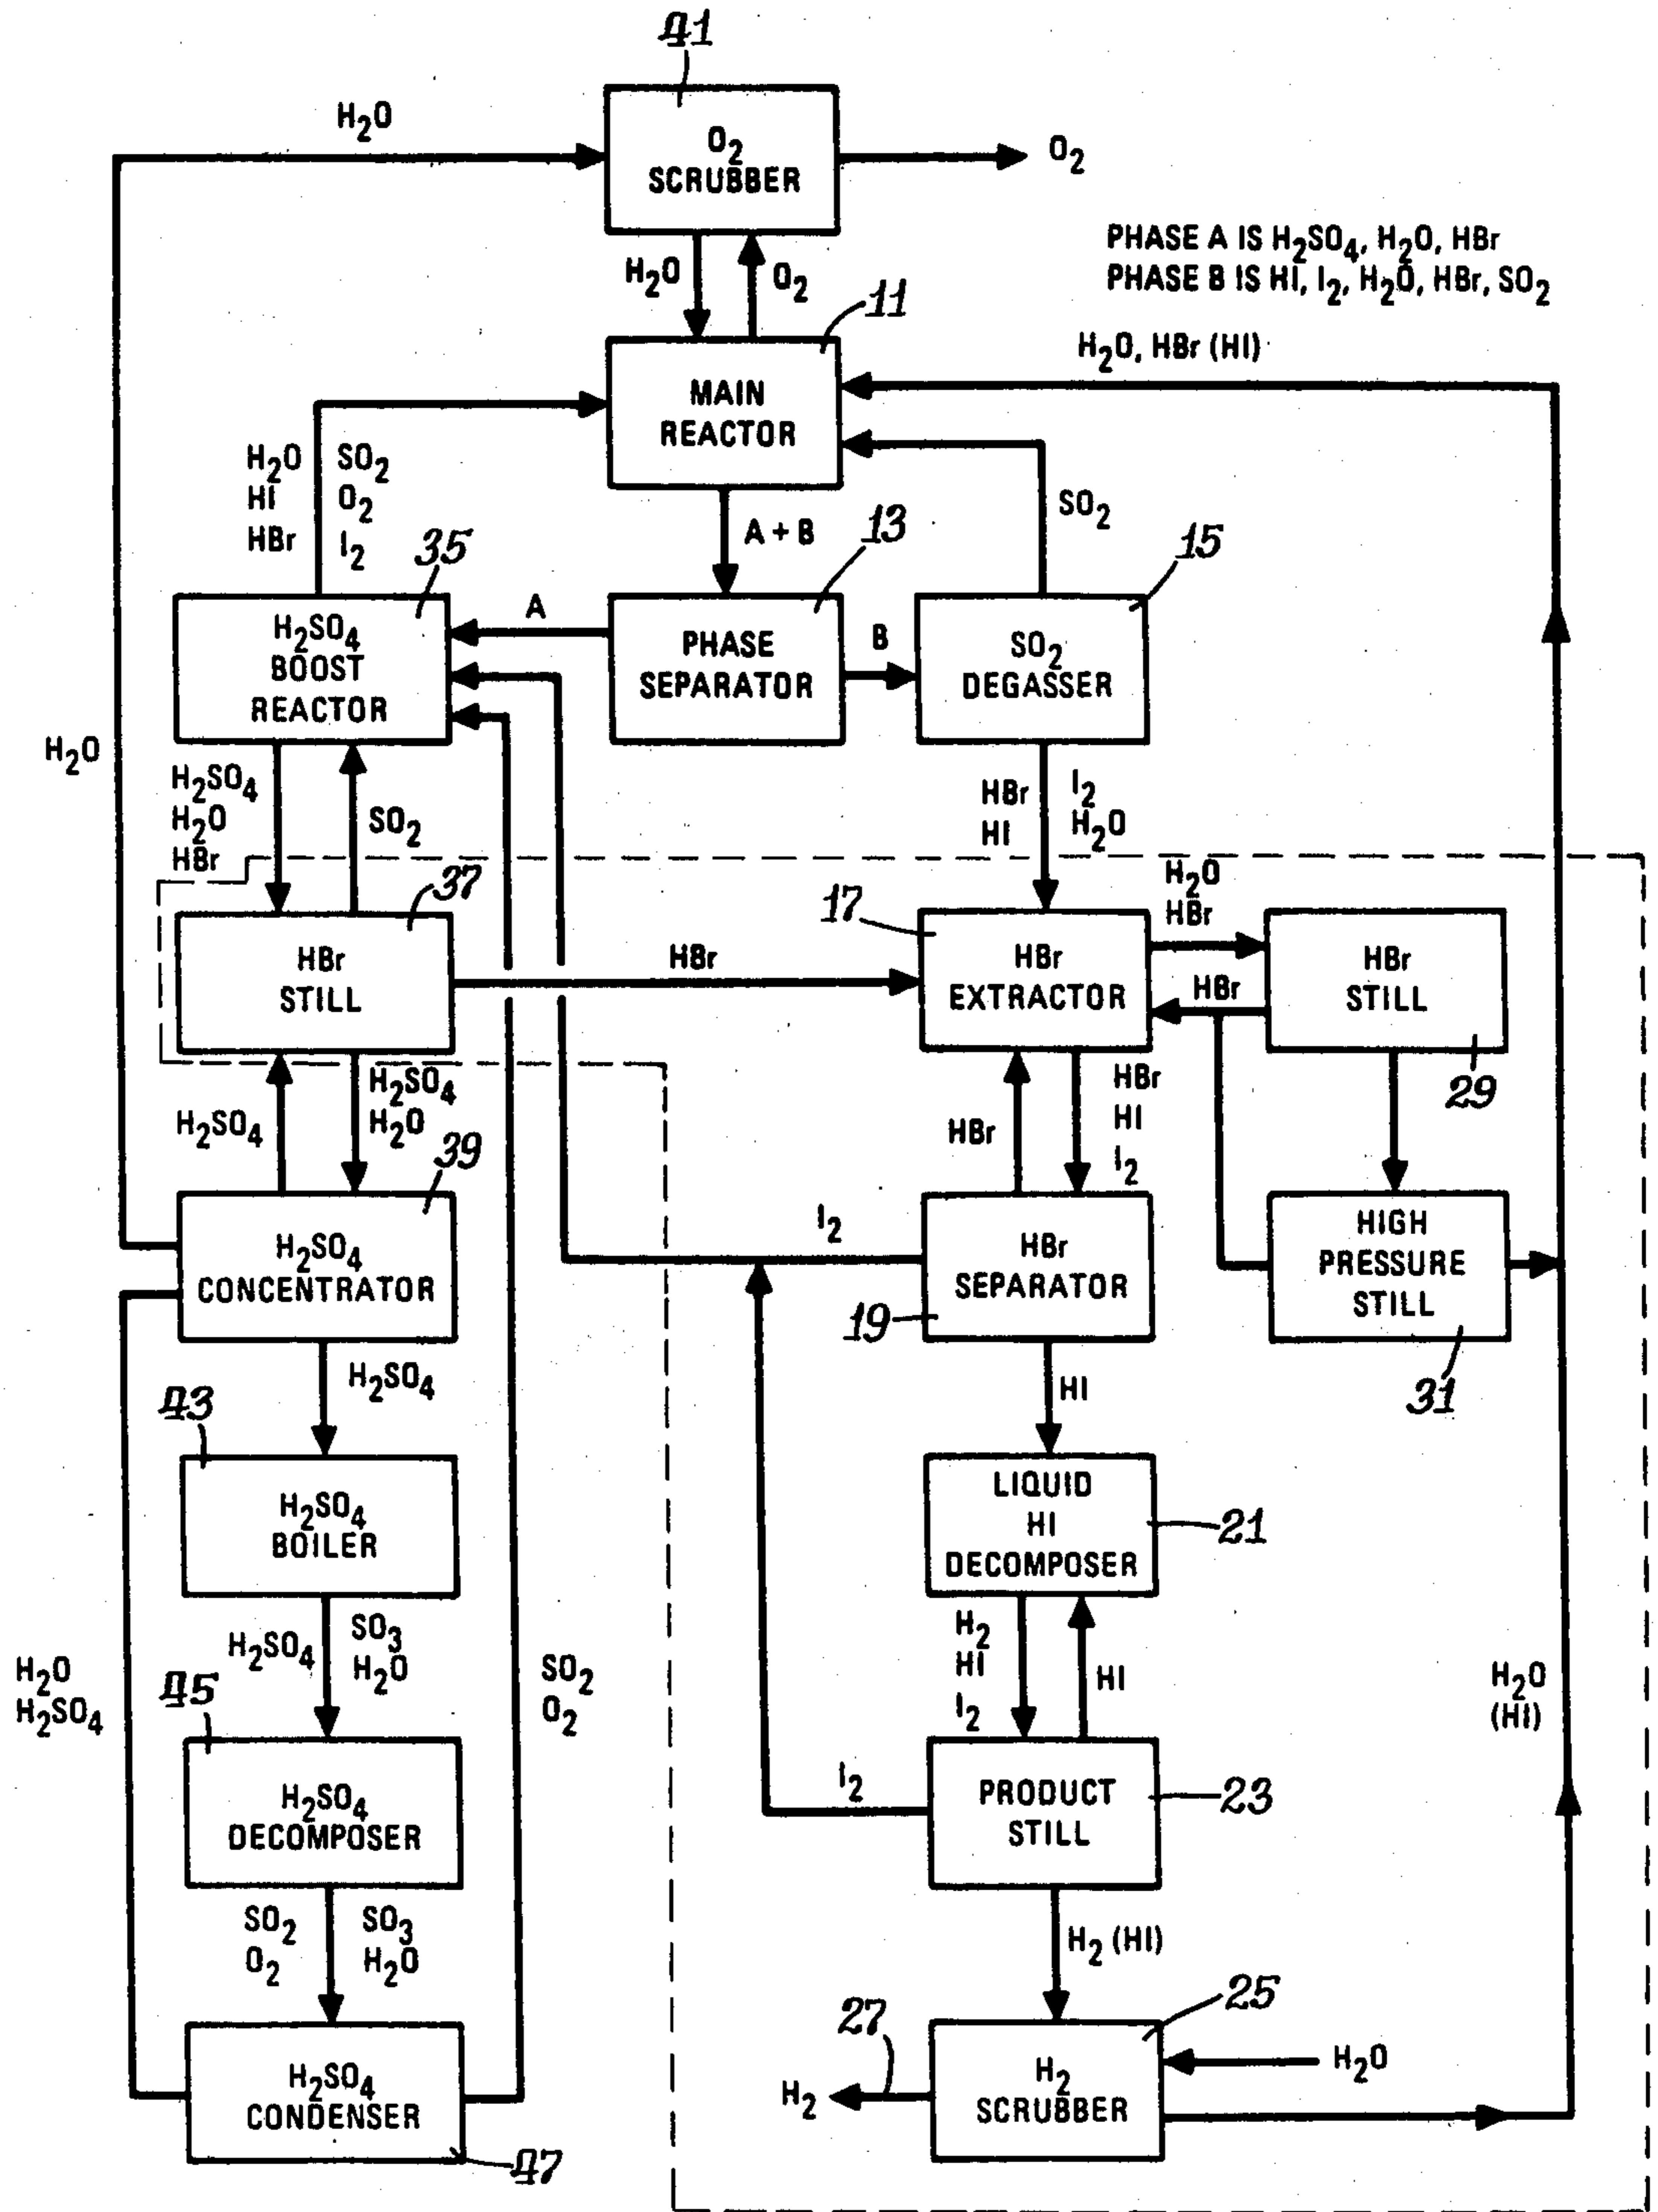 41
H2O
O2
SCRUBBER
O2
PHASE A IS H2SO4, H2O, HBr
PHASE B IS HI, I2, H2O, HBr, SO2
H2O
O2
11
H2O, HBr (HI)
MAIN
REACTOR
H2O
HI
HBr
SO2
O2
I2
A + B
13
SO2
15
35
H2SO4
BOOST
REACTOR
A
PHASE
SEPARATOR
B
SO2
DEGASSER
H2O
H2SO4
H2O
HBr
SO2
HBr
HI
I2
H2O
37
HBr
STILL
HBr
17
HBr
EXTRACTOR
H2O
HBr
HBr
HBr
STILL
29
H2SO4
H2SO4
H2O
39
HBr
HBr
HI
I2
H2SO4
CONCENTRATOR
I2
HBr
SEPARATOR
19
HIGH
PRESSURE
STILL
31
H2SO4
HI
43
H2SO4
BOILER
LIQUID
HI
DECOMPOSER
21
H2SO4
SO3
H2O
H2
HI
I2
HI
H2O
H2SO4
SO2
O2
H2O
(HI)
45
H2SO4
DECOMPOSER
I2
PRODUCT
STILL
23
SO2
O2
SO3
H2O
H2 (HI)
25
27
H2SO4
CONDENSER
47
H2
H2
SCRUBBER
H2O